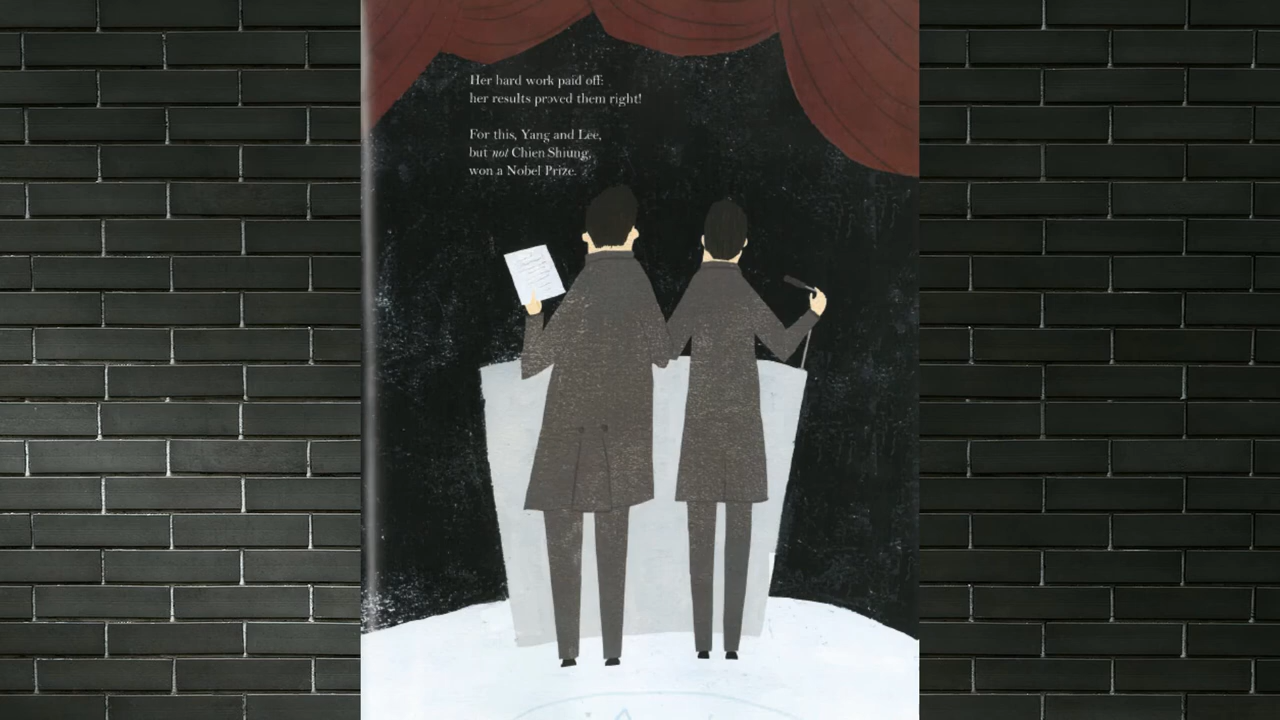 Her hard work paid off:
her results proved them right!
For this, Yang and Lee,
but not Chien Shiung,
won a Nobel Prize.